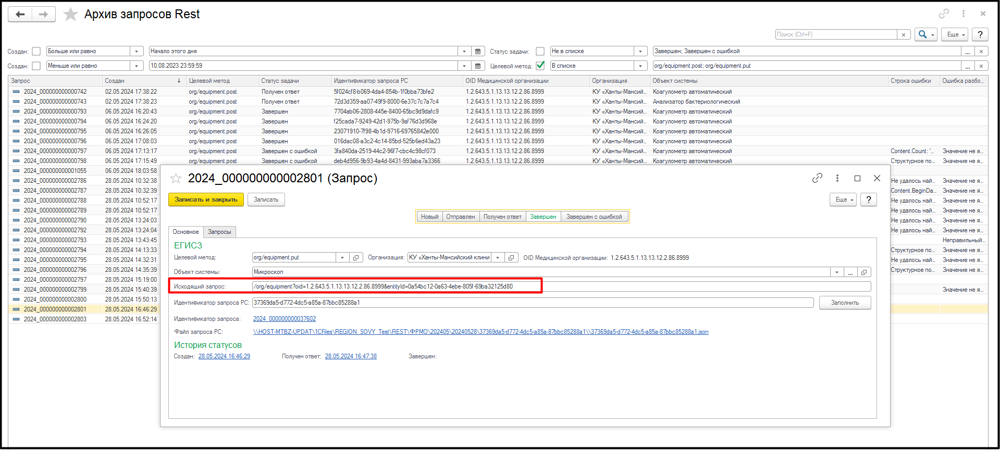 Архив запросов Rest
Поиск (Ctrl+F)
Еще
?
Создан:
Больше или равно
Начало этого дня
Статус задачи:
Не в списке
Завершен; Завершен с ошибкой
Создан:
Меньше или равно
10.08.2023 23:59:59
Целевой метод:
В списке
org/equipment.post; org/equipment.put
Запрос Создан Целевой метод Статус задачи Идентификатор запроса РС OID Медицинской организации Организация Объект системы Строка ошибки Ошибка разбо...
2024_000000000000742 02.05.2024 17:38:22 org/equipment.post Получен ответ 5f024cf8-b069-4da4-854b-1f0bba73bfe2 1.2.643.5.1.13.13.12.2.86.8999 КУ «Ханты-Мансий... Коагулометр автоматический
2024_000000000000743 02.05.2024 17:38:23 org/equipment.post Получен ответ 72d3d359-aa07-49f9-8000-6e37c7c7a7c4 1.2.643.5.1.13.13.12.2.86.8999 КУ «Ханты-Мансий... Анализатор бактериологический
2024_000000000000793 06.05.2024 16:20:43 org/equipment.post Завершен 7704ab06-2808-445e-8400-65bc9d9dafc9 1.2.643.5.1.13.13.12.2.86.8999 КУ «Ханты-Мансий... Коагулометр автоматический
2024_000000000000794 06.05.2024 16:24:20 org/equipment.post Завершен f25cada7-9249-42d1-975b-9af76d3d968e 1.2.643.5.1.13.13.12.2.86.8999 КУ «Ханты-Мансий... Коагулометр автоматический
2024_000000000000795 06.05.2024 16:26:05 org/equipment.post Завершен 23071910-7f98-4b1d-9716-69765842e000 1.2.643.5.1.13.13.12.2.86.8999 КУ «Ханты-Мансий... Коагулометр автоматический
2024_000000000000796 06.05.2024 17:08:03 org/equipment.post Завершен 016dac08-a3c2-4c14-85bd-525b6ed43a23 1.2.643.5.1.13.13.12.2.86.8999 КУ «Ханты-Мансий... Коагулометр автоматический
2024_000000000000797 06.05.2024 17:13:17 org/equipment.post Завершен с ошибкой 3fa840da-2519-44c2-96f7-cbc4c98cf073 1.2.643.5.1.13.13.12.2.86.8999 КУ «Ханты-Мансий... Коагулометр автоматический Content.Count: '... Значение не я...
2024_000000000000798 06.05.2024 17:15:49 org/equipment.post Завершен с ошибкой deb4d956-9b93-4a4d-8431-993aba7a3366 1.2.643.5.1.13.13.12.2.86.8999 КУ «Ханты-Мансий... Коагулометр автоматический Структурное по... Значение не я...
2024_000000000001055 06.05.2024 18:03:58
2024_000000000002786 28.05.2024 10:32:38 Не удалось най... Значение не я...
2024_000000000002787 28.05.2024 10:32:39 Content.BeginDa... Значение не я...
2024_000000000002788 28.05.2024 10:52:17 Не удалось най... Значение не я...
2024_000000000002789 28.05.2024 10:52:17 Не удалось най... Значение не я...
2024_000000000002790 28.05.2024 13:24:03 Не удалось най... Значение не я...
2024_000000000002792 28.05.2024 13:24:04 Не удалось най... Значение не я...
2024_000000000002793 28.05.2024 13:43:45 Неправильный...
2024_000000000002794 28.05.2024 14:13:33 Структурное по... Значение не я...
2024_000000000002795 28.05.2024 14:32:31 Не удалось най... Значение не я...
2024_000000000002796 28.05.2024 14:35:39 Структурное по... Значение не я...
2024_000000000002797 28.05.2024 15:19:00
2024_000000000002799 28.05.2024 15:40:39 Значение не я...
2024_000000000002800 28.05.2024 15:50:13
2024_000000000002801 28.05.2024 16:46:29
2024_000000000002803 28.05.2024 16:52:14
2024_000000000002801 (Запрос)
Записать и закрыть
Записать
Еще
?
Новый Отправлен Получен ответ Завершен Завершен с ошибкой
Основное Запросы
ЕГИСЗ
Целевой метод: org/equipment.put Организация: КУ «Ханты-Мансийский клини OID Медицинской организации: 1.2.643.5.1.13.13.12.2.86.8999
Объект системы: Микроскоп
Исходящий запрос: /org/equipment?oid=1.2.643.5.1.13.13.12.2.86.8999&entityId=0a54bc12-0a63-4ebe-805f-69ba32125d80
Идентификатор запроса РС: 37369da5-d772-4dc5-a85a-87bbc85288a1 Заполнить
Идентификатор запроса: 2024_000000000037602
Файл запроса РС: \\HOST-MTBZ-UPDAT\1CFiles\REGION_SOVY_Test\REST\ФРМО\202405\20240528\37369da5-d772-4dc5-a85a-87bbc85288a1\\37369da5-d772-4dc5-a85a-87bbc85288a1.json
История статусов
Создан: 28.05.2024 16:46:29 Получен ответ: 28.05.2024 16:47:38 Завершен: